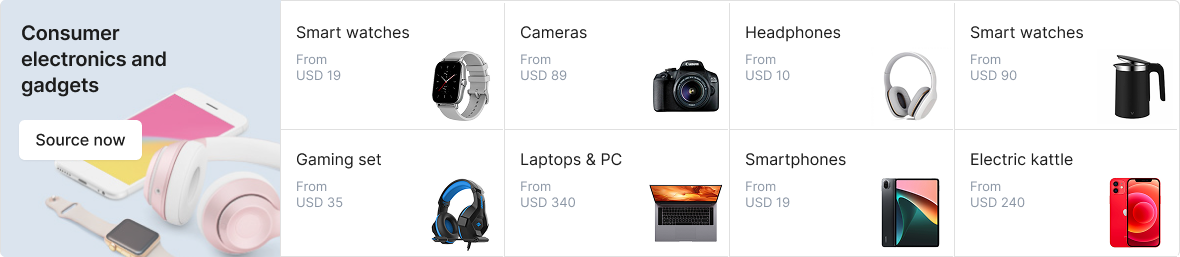 Consumer
electronics and
gadgets
Source now
Smart watches
From
USD 19
Cameras
From
USD 89
Headphones
From
USD 10
Smart watches
From
USD 90
Gaming set
From
USD 35
Laptops & PC
From
USD 340
Smartphones
From
USD 19
Electric kattle
From
USD 240